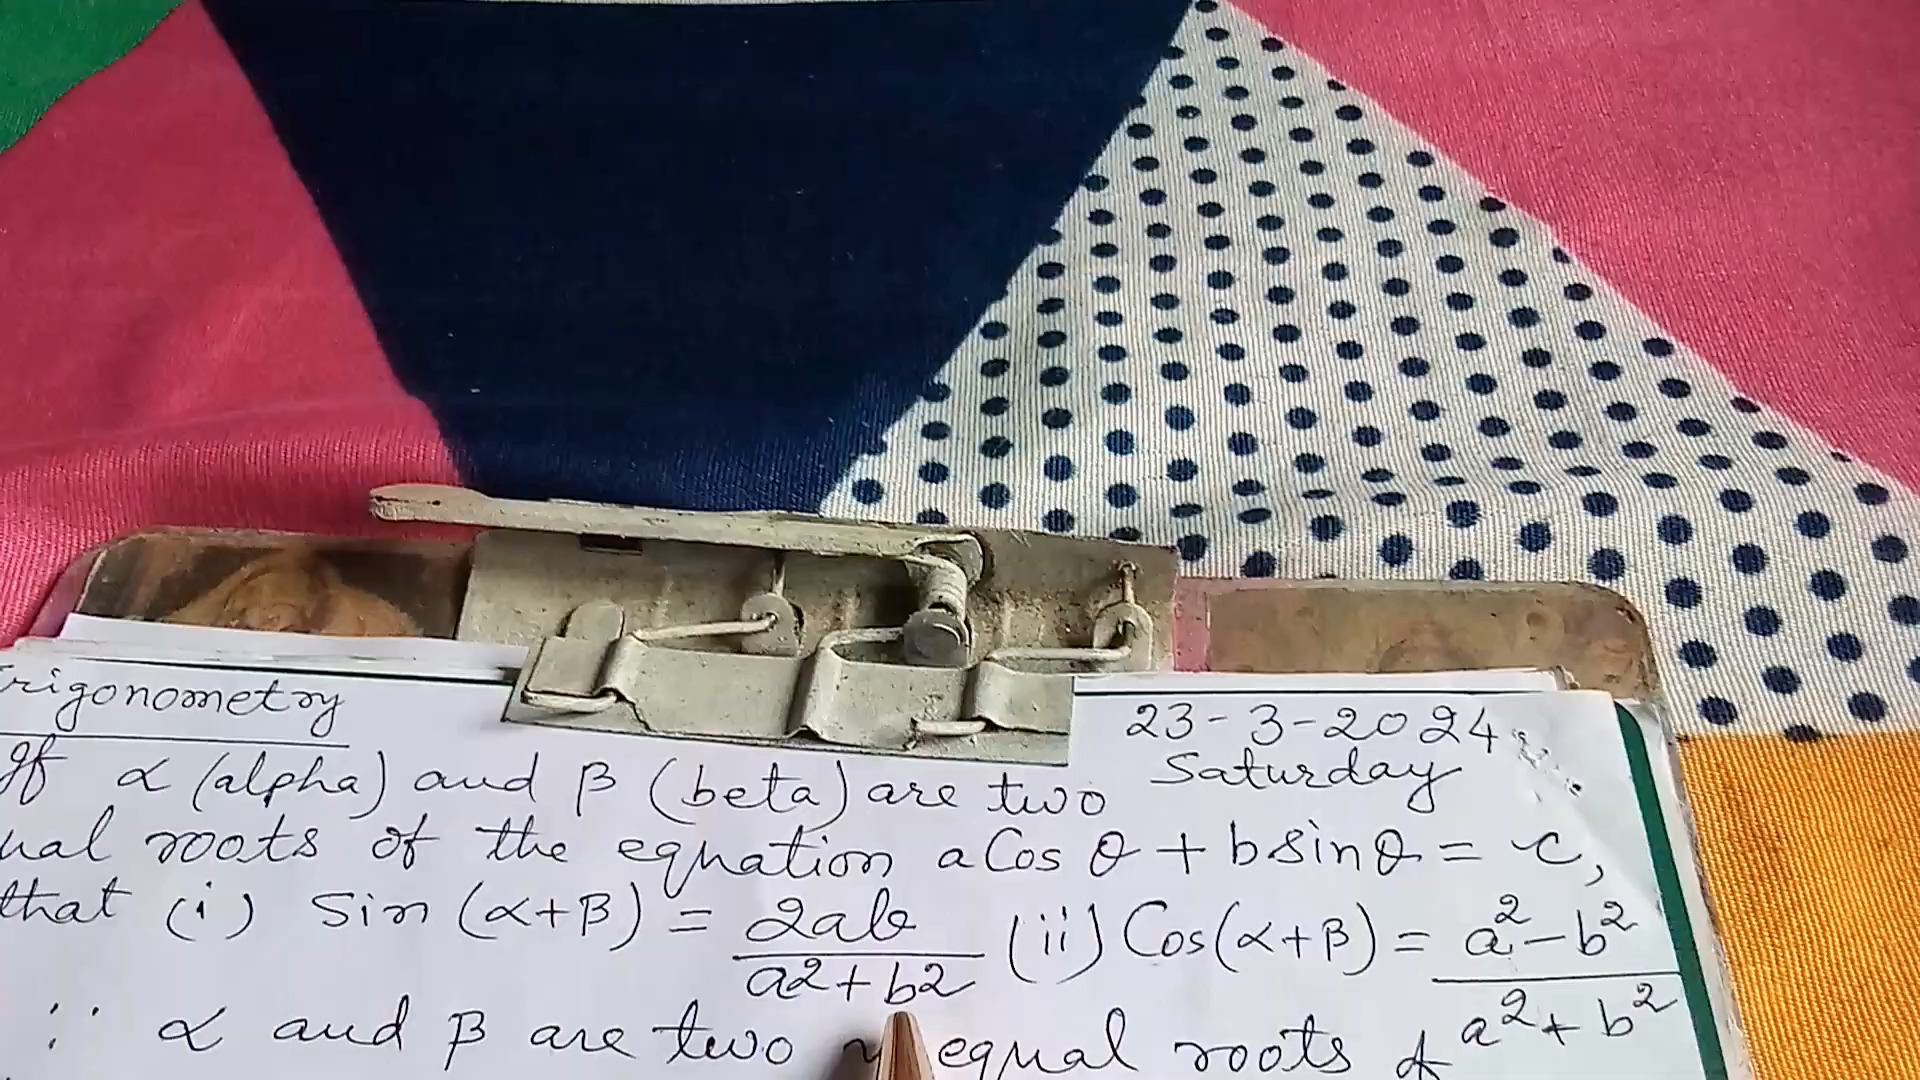 Trigonometry
23-3-2024
Saturday
If α (alpha) and β (beta) are two
ual roots of the equation a Cos θ + b sin θ = c,
that (i) Sin (α+β) = 2ab/a2+b2 (ii) Cos(α+β) = a²-b²/a²+b²
∵ α and β are two equal roots of